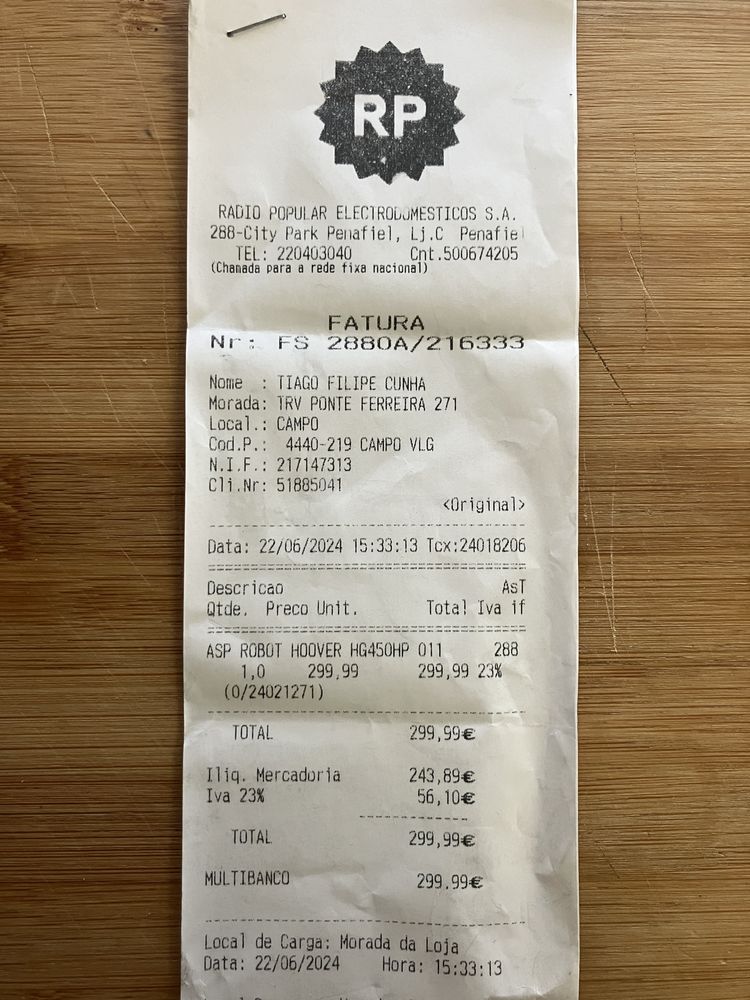 RP
RADIO POPULAR ELECTRODOMESTICOS S.A.
288-City Park Penafiel, Lj.C Penafiel
TEL: 220403040 Cnt.500674205
(Chamada para a rede fixa nacional)
FATURA
Nr: FS 2880A/216333
Nome : TIAGO FILIPE CUNHA
Morada: TRV PONTE FERREIRA 271
Local.: CAMPO
Cod.P.: 4440-219 CAMPO VLG
N.I.F.: 217147313
Cli.Nr: 51885041
<Original>
Data: 22/06/2024 15:33:13 Tcx:24018206
Descricao AsT
Qtde. Preco Unit. Total Iva if
ASP ROBOT HOOVER HG450HP 011 288
1,0 299,99 299,99 23%
(0/24021271)
TOTAL 299,99€
Iliq. Mercadoria 243,89€
Iva 23% 56,10€
TOTAL 299,99€
MULTIBANCO 299.99€
Local de Carga: Morada da Loja
Data: 22/06/2024 Hora: 15:33:13